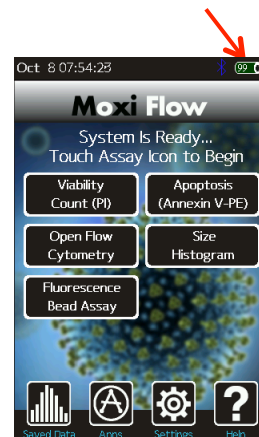 Oct 8 07:54:23 99
Moxi Flow
System Is Ready...
Touch Assay Icon to Begin
Viability
Count (PI)
Apoptosis
(Annexin V-PE)
Open Flow
Cytometry
Size
Histogram
Fluorescence
Bead Assay
?
Saved Data Apps Settings Help